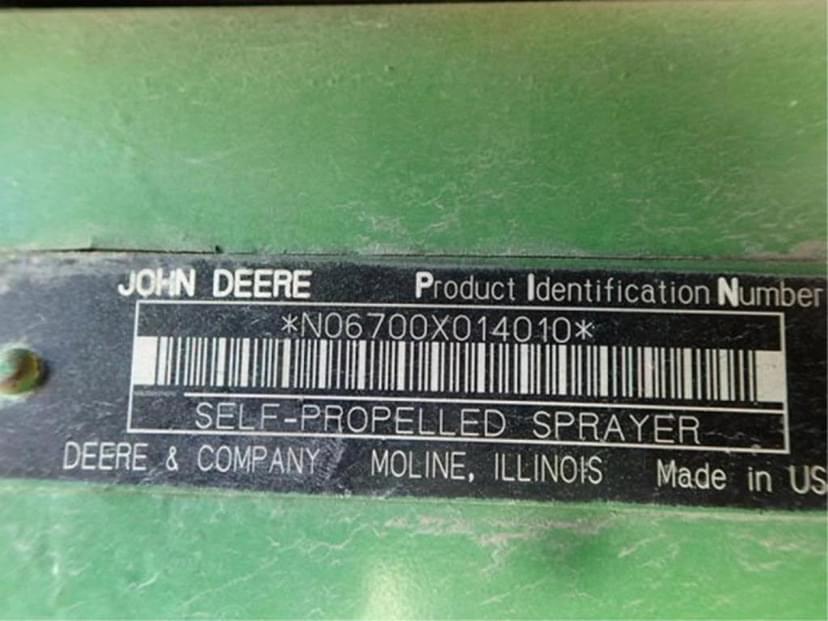 JOHN DEERE Product Identification Number
*N06700X014010*
SELF-PROPELLED SPRAYER
DEERE & COMPANY MOLINE, ILLINOIS Made in US